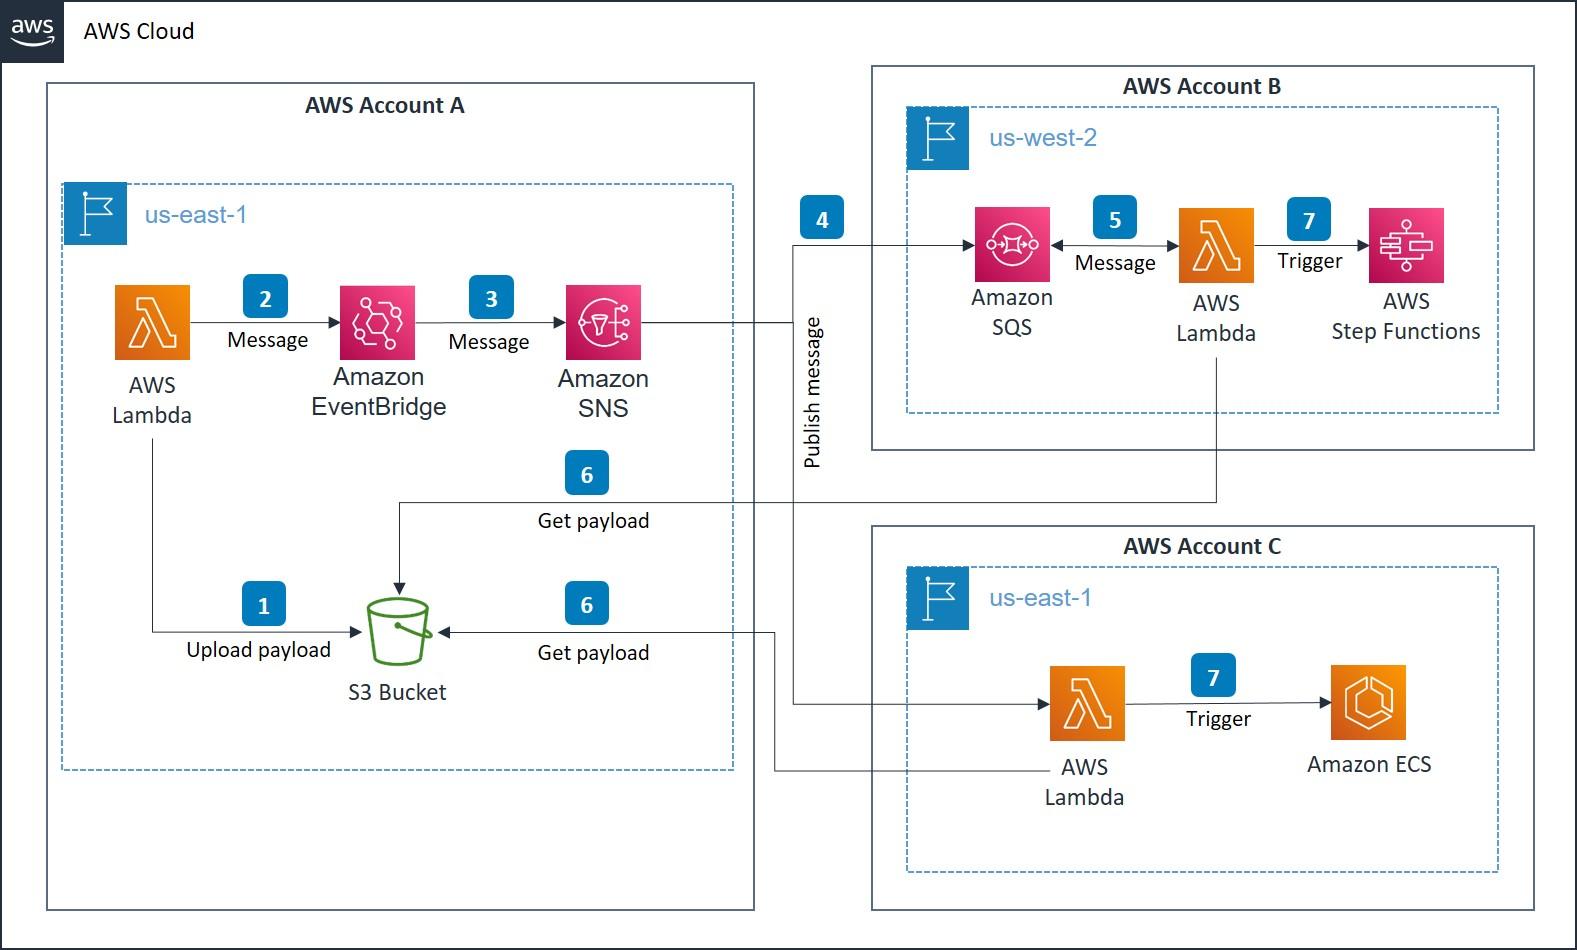 aws
AWS Cloud
AWS Account A
us-east-1
2
Message
3
Message
AWS
Lambda
Amazon
EventBridge
Amazon
SNS
4
Publish message
6
Get payload
1
Upload payload
6
Get payload
S3 Bucket
AWS Account B
us-west-2
5
Message
7
Trigger
Amazon
SQS
AWS
Lambda
AWS
Step Functions
AWS Account C
us-east-1
7
Trigger
AWS
Lambda
Amazon ECS